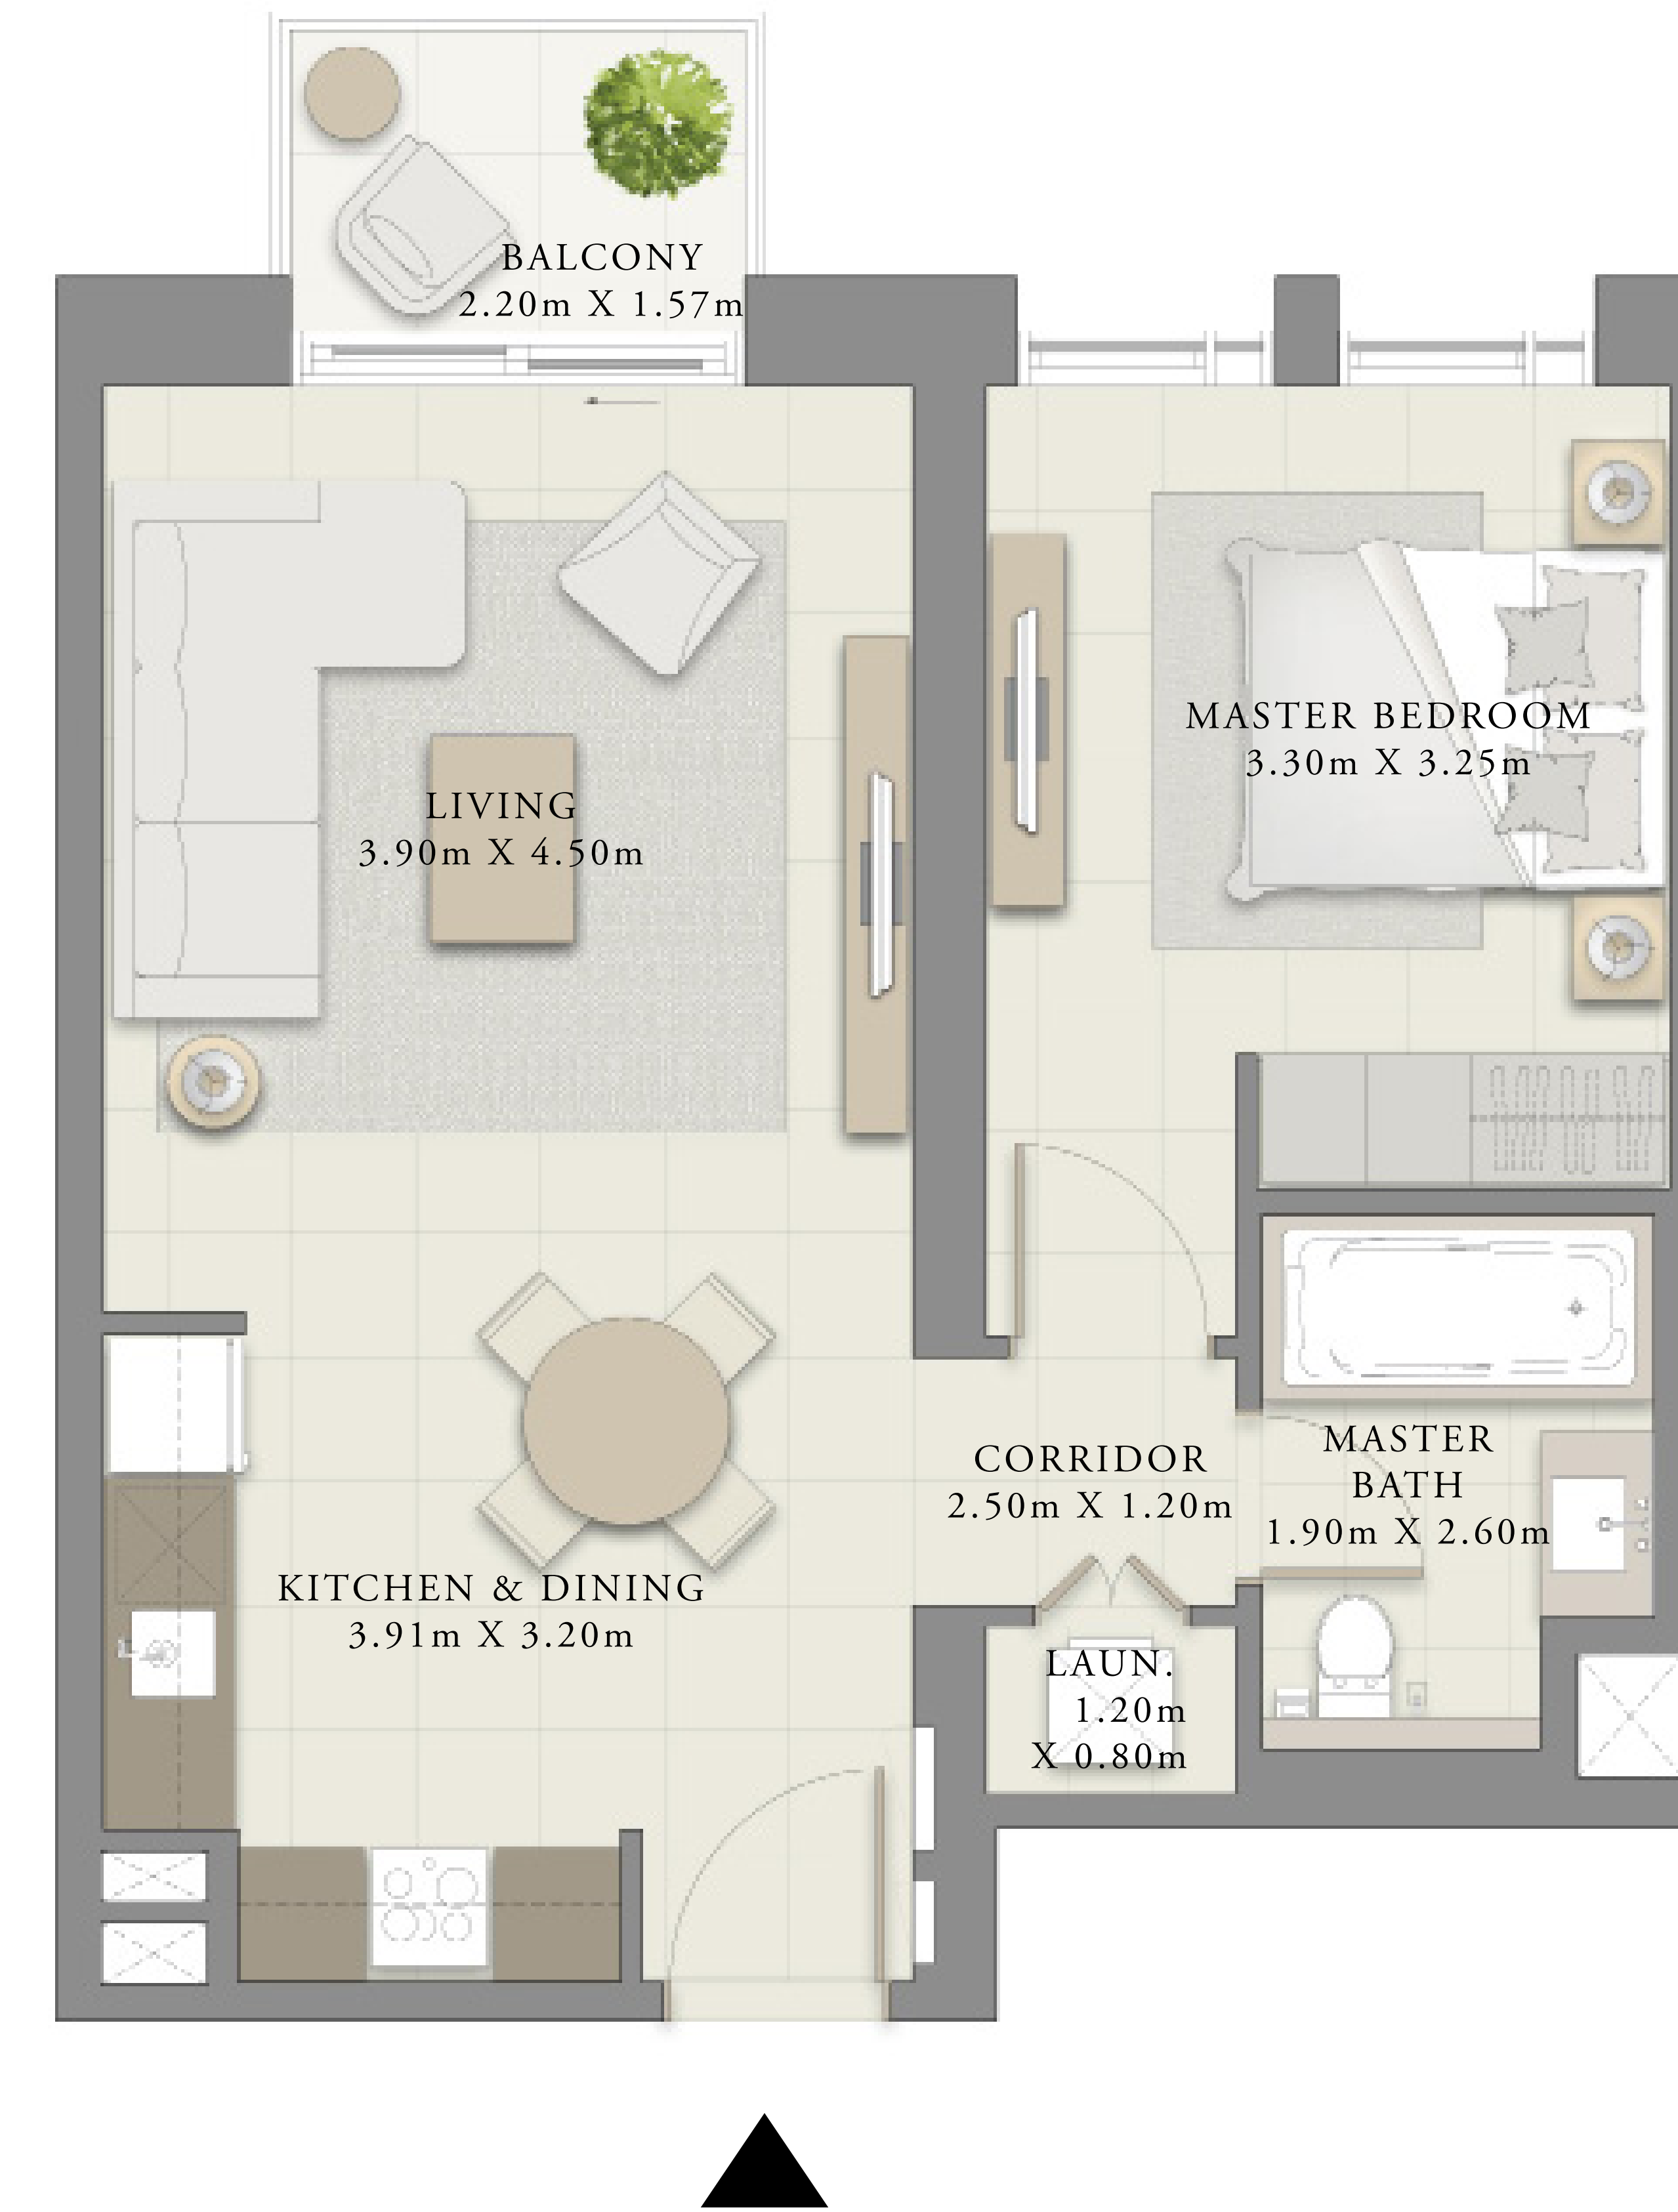 BALCONY
2.20m X 1.57m
MASTER BEDROOM
3.30m X 3.25m
LIVING
3.90m X 4.50m
CORRIDOR
2.50m X 1.20m
MASTER
BATH
1.90m X 2.60m
KITCHEN & DINING
3.91m X 3.20m
LAUN.
1.20m
X 0.80m